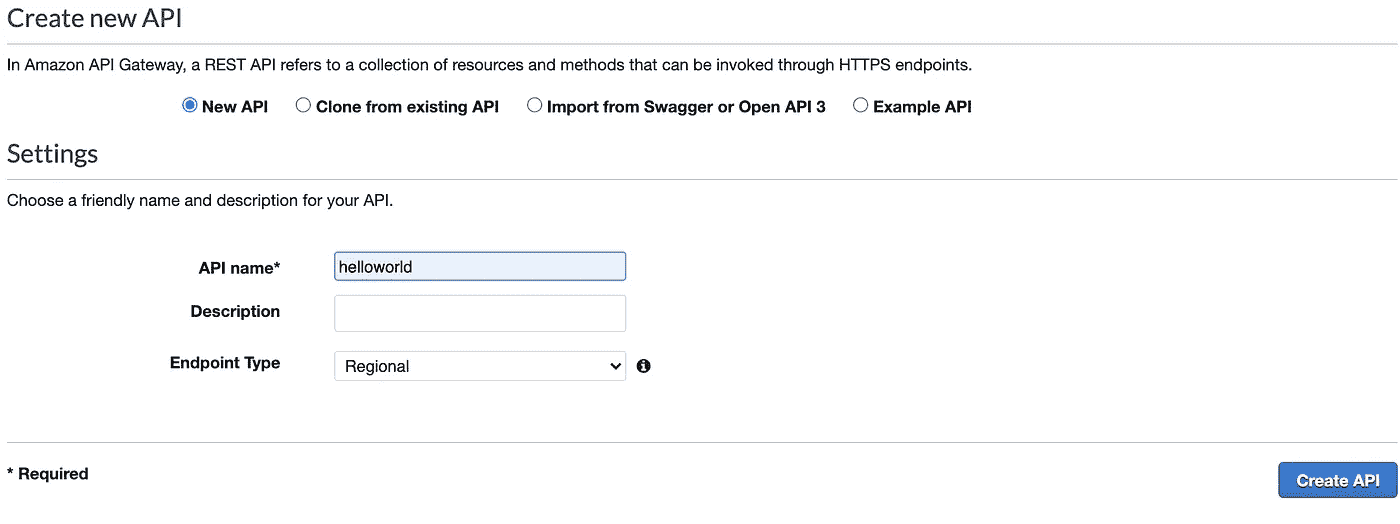 Create new API
In Amazon API Gateway, a REST API refers to a collection of resources and methods that can be invoked through HTTPS endpoints.
New API Clone from existing API Import from Swagger or Open API 3 Example API
Settings
Choose a friendly name and description for your API.
API name* helloworld
Description
Endpoint Type Regional
* Required
Create API